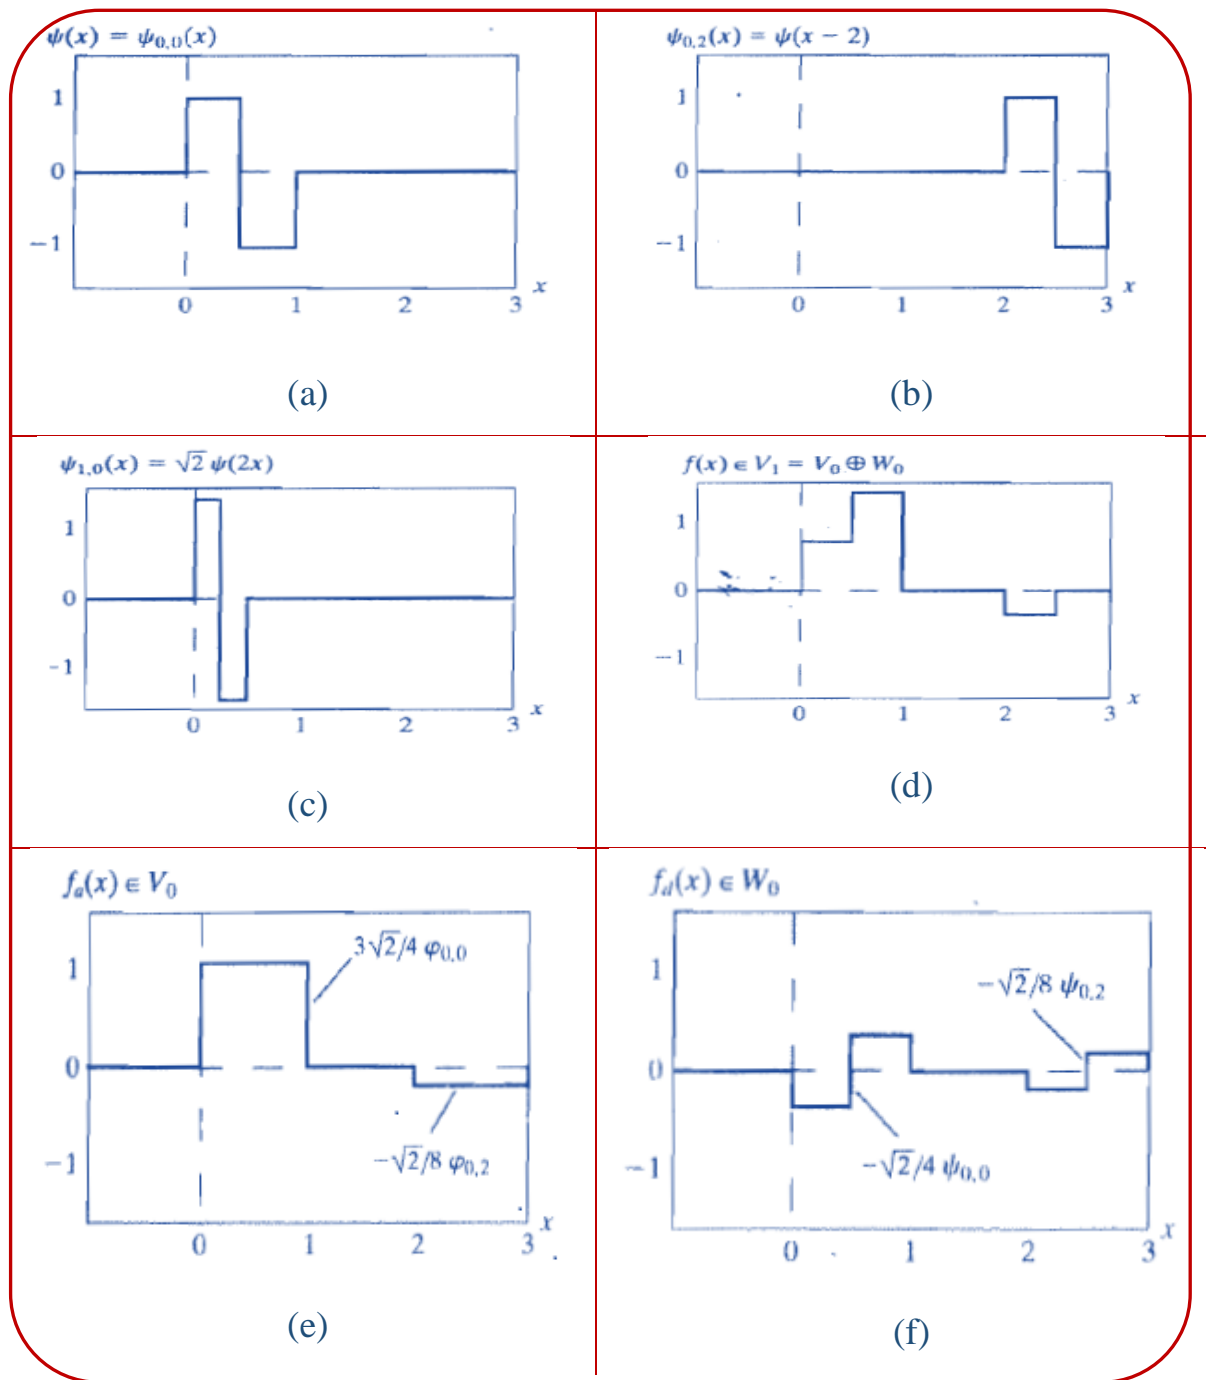 ψ(x) = ψ₀,₀(x)
1
0
−1
0 1 2 3 x
(a)
ψ₀,₂(x) = ψ(x − 2)
1
0
−1
0 1 2 3 x
(b)
ψ₁,₀(x) = √2 ψ(2x)
1
0
-1
0 1 2 3 x
(c)
f(x) ∈ V₁ = V₀ ⊕ W₀
1
0
−1
0 1 2 3 x
(d)
fₐ(x) ∈ V₀
3√2/4 φ₀,₀
1
0
−√2/8 φ₀,₂
−1
0 1 2 3 x
(e)
f_d(x) ∈ W₀
1
−√2/8 ψ₀,₂
0
−√2/4 ψ₀,₀
−1
0 1 2 3 x
(f)